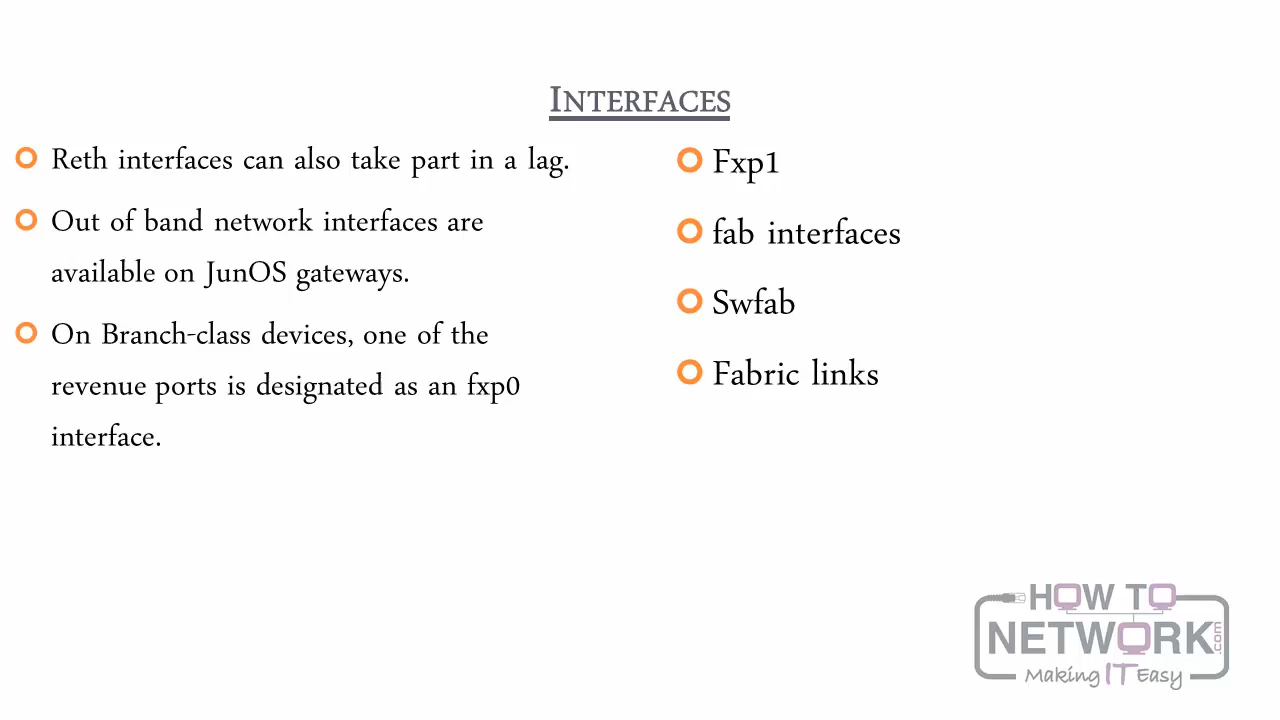 INTERFACES
Reth interfaces can also take part in a lag.
Out of band network interfaces are
available on JunOS gateways.
On Branch-class devices, one of the
revenue ports is designated as an fxp0
interface.
Fxp1
fab interfaces
Swfab
Fabric links
HOW TO
NETWORK.com
Making IT Easy